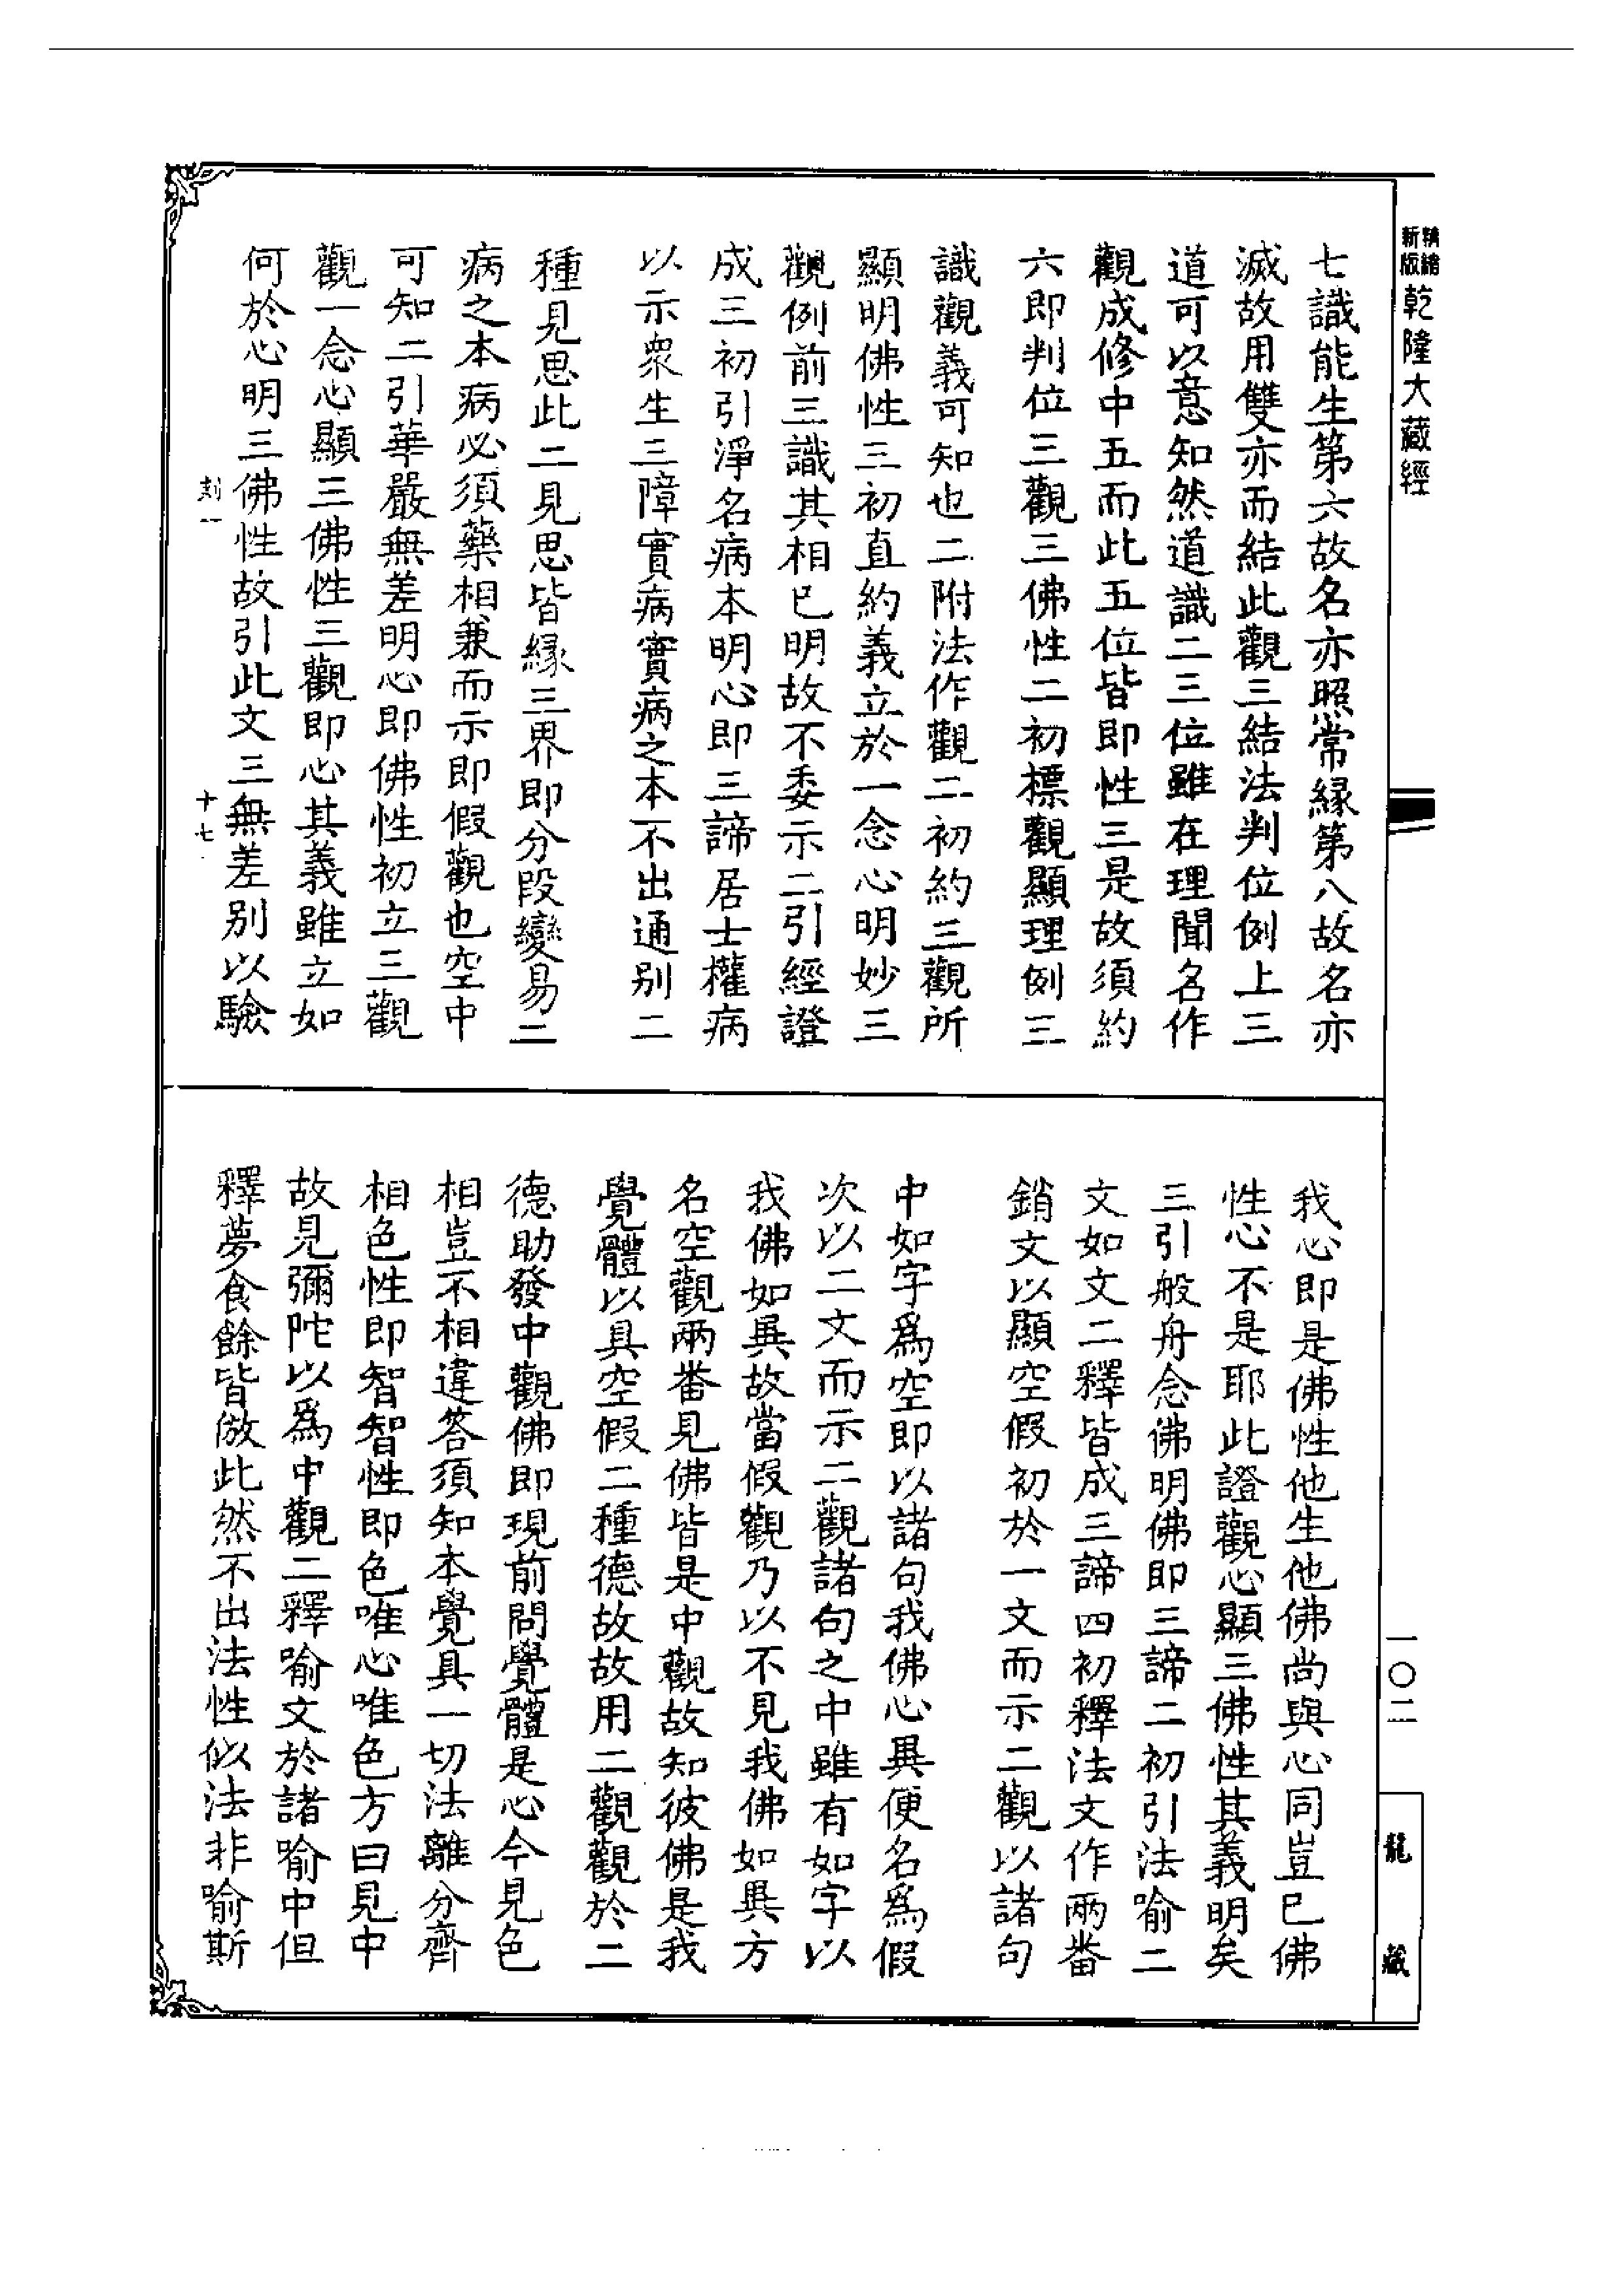 精繪
新版
乾隆大藏經
七識能生第六故名亦照常緣第八故名亦
滅故用雙亦而結此觀三結法判位例上三
道可以意知然道識二三位雖在理聞名作
觀成修中五而此五位皆即性三是故須約
六即判位三觀三佛性二初標觀顯理例三
識觀義可知也二附法作觀二初約三觀所
顯明佛性三初直約義立於一念心明妙三
觀例前三識其相已明故不委示二引經證
成三初引淨名病本明心即三諦居士權病
以示衆生三障實病實病之本不出通別二
種見思此二見思皆緣三界即分段變易二
病之本病必須藥相兼而示即假觀也空中
可知二引華嚴無差明心即佛性初立三觀
觀一念心顯三佛性三觀即心其義雖立如
何於心明三佛性故引此文三無差別以驗
十七
我心即是佛性他生他佛尚與心同豈已佛
性心不是耶此證觀心顯三佛性其義明矣
三引般舟念佛明佛即三諦二初引法喻二
文如文二釋皆成三諦四初釋法文作兩番
銷文以顯空假初於一文而示二觀以諸句
中如字爲空即以諸句我佛心㒷便名爲假
次以二文而示二觀諸句之中雖有如字以
我佛如㒷故當假觀乃以不見我佛如㒷方
名空觀兩番見佛皆是中觀故知彼佛是我
覺體以具空假二種德故故用二觀觀於二
德助發中觀佛即現前問覺體是心今見色
相豈不相違答須知本覺具一切法離分齊
相色性即智智性即色唯心唯色方曰見中
故見彌陀以爲中觀二釋喻文於諸喻中但
釋夢食餘皆倣此然不出法性似法非喻斯
一〇二
龍藏